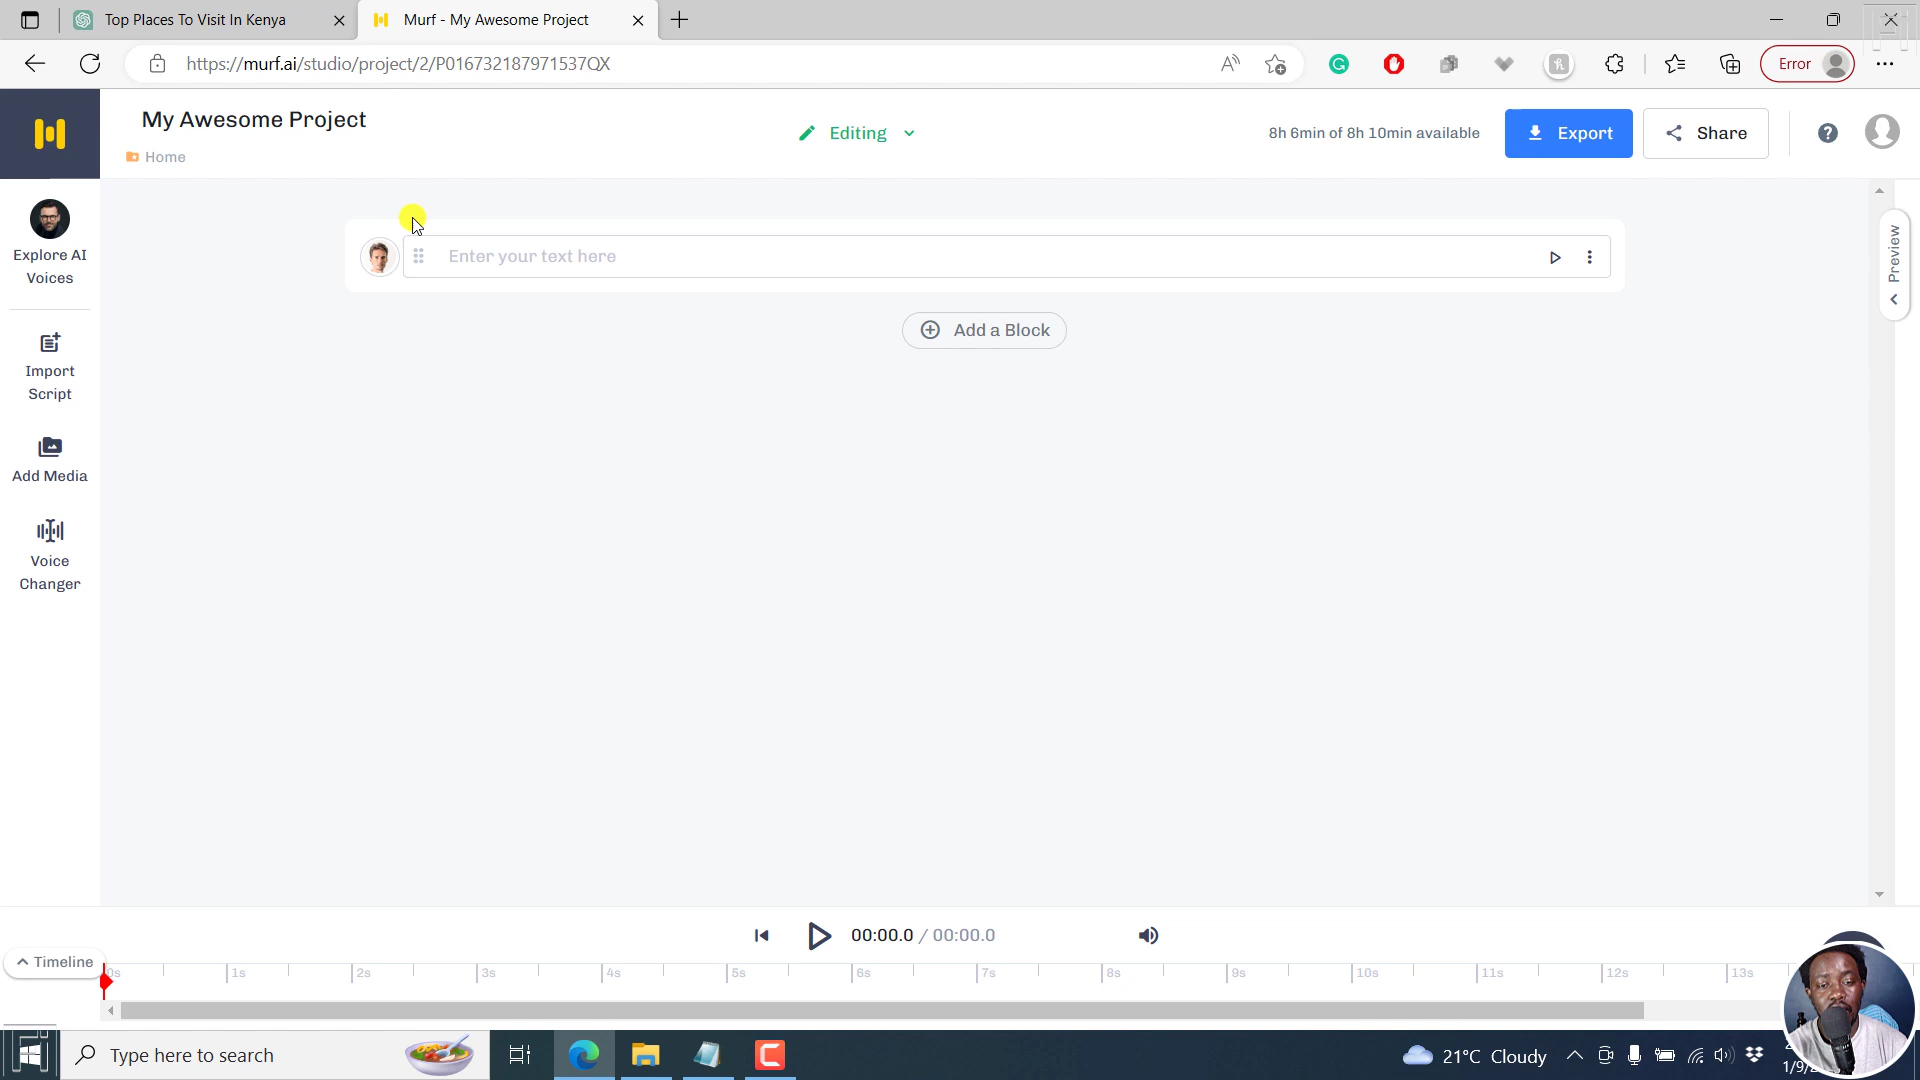 Top Places To Visit In Kenya
Murf - My Awesome Project
https://murf.ai/studio/project/2/P016732187971537QX
Error
My Awesome Project
Home
Editing
8h 6min of 8h 10min available
Export
Share
Explore AI
Voices
Enter your text here
Preview
Add a Block
Import
Script
Add Media
Voice
Changer
00:00.0 / 00:00.0
Timeline
0s 1s 2s 3s 4s 5s 6s 7s 8s 9s 10s 11s 12s 13s
Type here to search
21°C Cloudy